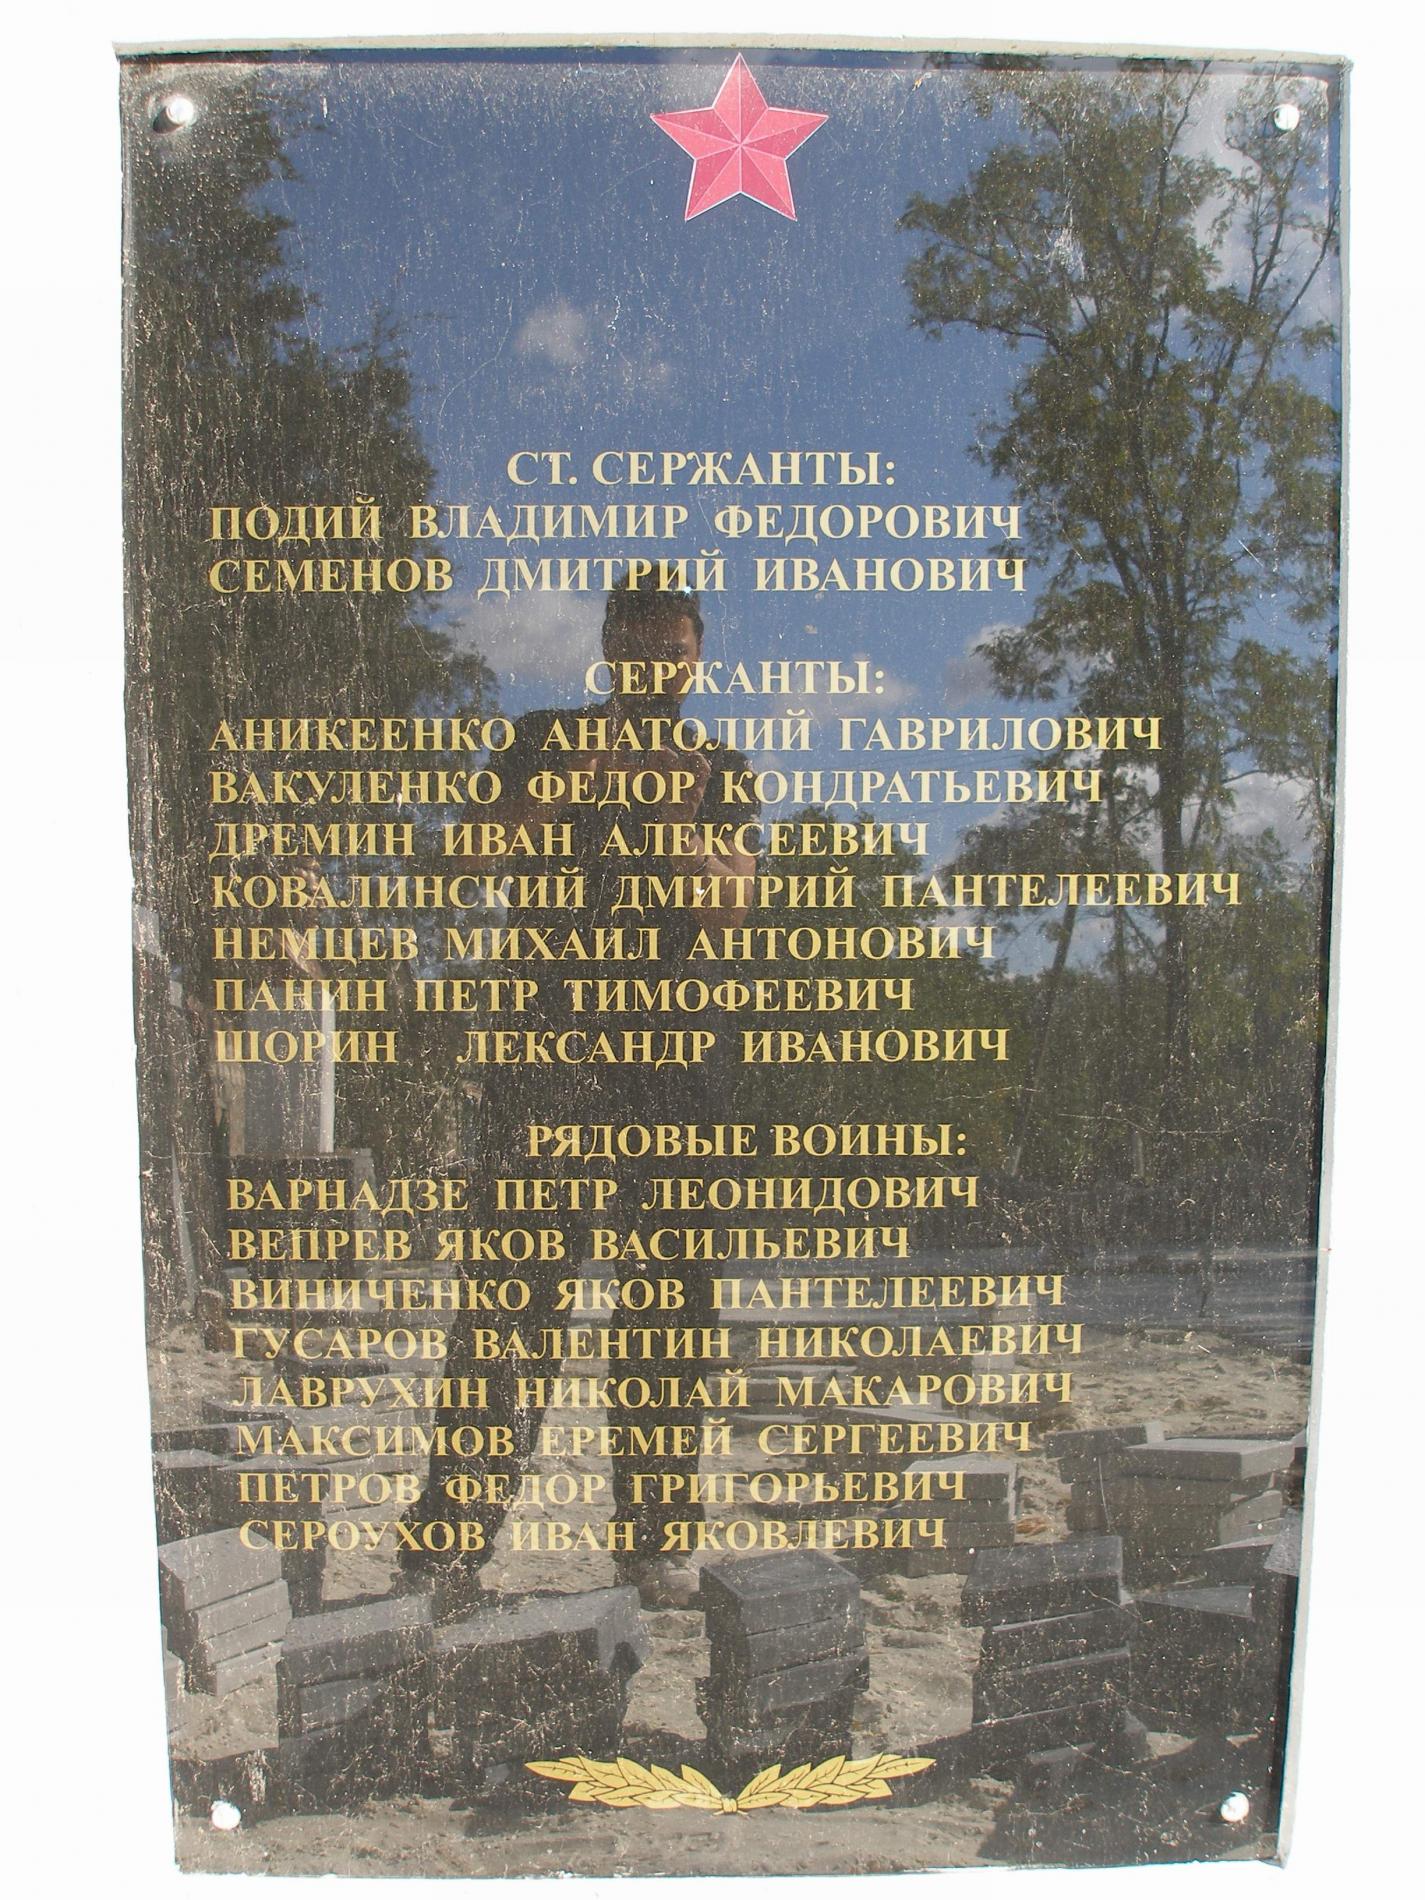 СТ. СЕРЖАНТЫ:
ПОДИЙ ВЛАДИМИР ФЕДОРОВИЧ
СЕМЕНОВ ДМИТРИЙ ИВАНОВИЧ
СЕРЖАНТЫ:
АНИКЕЕНКО АНАТОЛИЙ ГАВРИЛОВИЧ
ВАКУЛЕНКО ФЕДОР КОНДРАТЬЕВИЧ
ДРЕМИН ИВАН АЛЕКСЕЕВИЧ
КОВАЛИНСКИЙ ДМИТРИЙ ПАНТЕЛЕЕВИЧ
НЕМЦЕВ МИХАИЛ АНТОНОВИЧ
ПАНИН ПЕТР ТИМОФЕЕВИЧ
ШОРИН ЛЕКСАНДР ИВАНОВИЧ
РЯДОВЫЕ ВОИНЫ:
ВАРНАДЗЕ ПЕТР ЛЕОНИДОВИЧ
ВЕПРЕВ ЯКОВ ВАСИЛЬЕВИЧ
ВИНИЧЕНКО ЯКОВ ПАНТЕЛЕЕВИЧ
ГУСАРОВ ВАЛЕНТИН НИКОЛАЕВИЧ
ЛАВРУХИН НИКОЛАЙ МАКАРОВИЧ
МАКСИМОВ ЕРЕМЕЙ СЕРГЕЕВИЧ
ПЕТРОВ ФЕДОР ГРИГОРЬЕВИЧ
СЕРОУХОВ ИВАН ЯКОВЛЕВИЧ